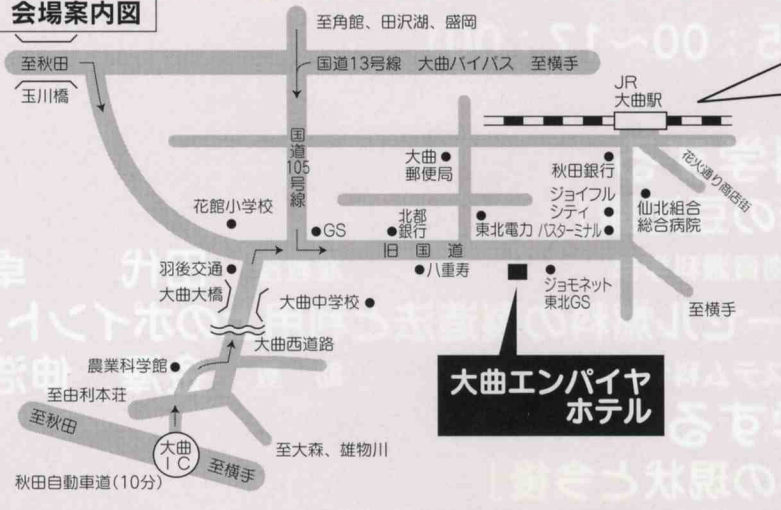 会場案内図
至角館、田沢湖、盛岡
至秋田
国道13号線 大曲バイパス 至横手
玉川橋
JR
大曲駅
国道105号線
大曲
郵便局
秋田銀行
花火通り商店街
花館小学校
ジョイフル
シティ
バスターミナル
仙北組合
総合病院
GS
北都
銀行
東北電力
旧国道
羽後交通
八重寿
ジョモネット
東北GS
大曲大橋
大曲中学校
至横手
大曲西道路
農業科学館
大曲エンパイヤ
ホテル
至由利本荘
至秋田
大曲
IC
至横手
至大森、雄物川
秋田自動車道(10分)